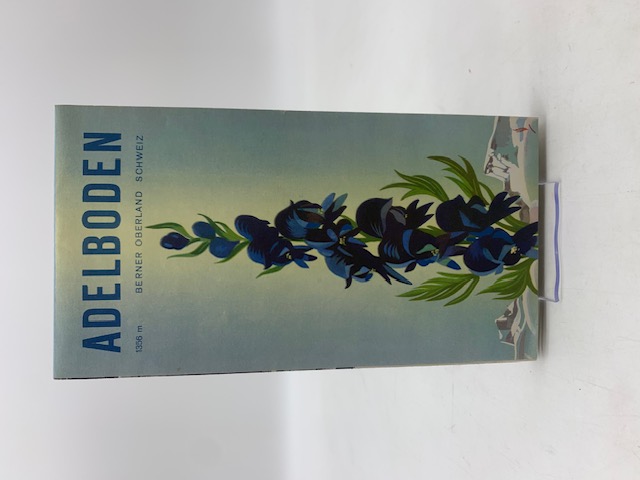 ADELBODEN
1356 m. BERNER OBERLAND SCHWEIZ